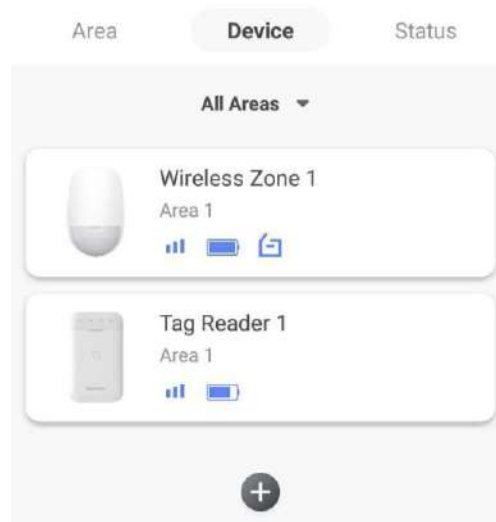 Area
Device
Status
All Areas
Wireless Zone 1
Area 1
Tag Reader 1
Area 1